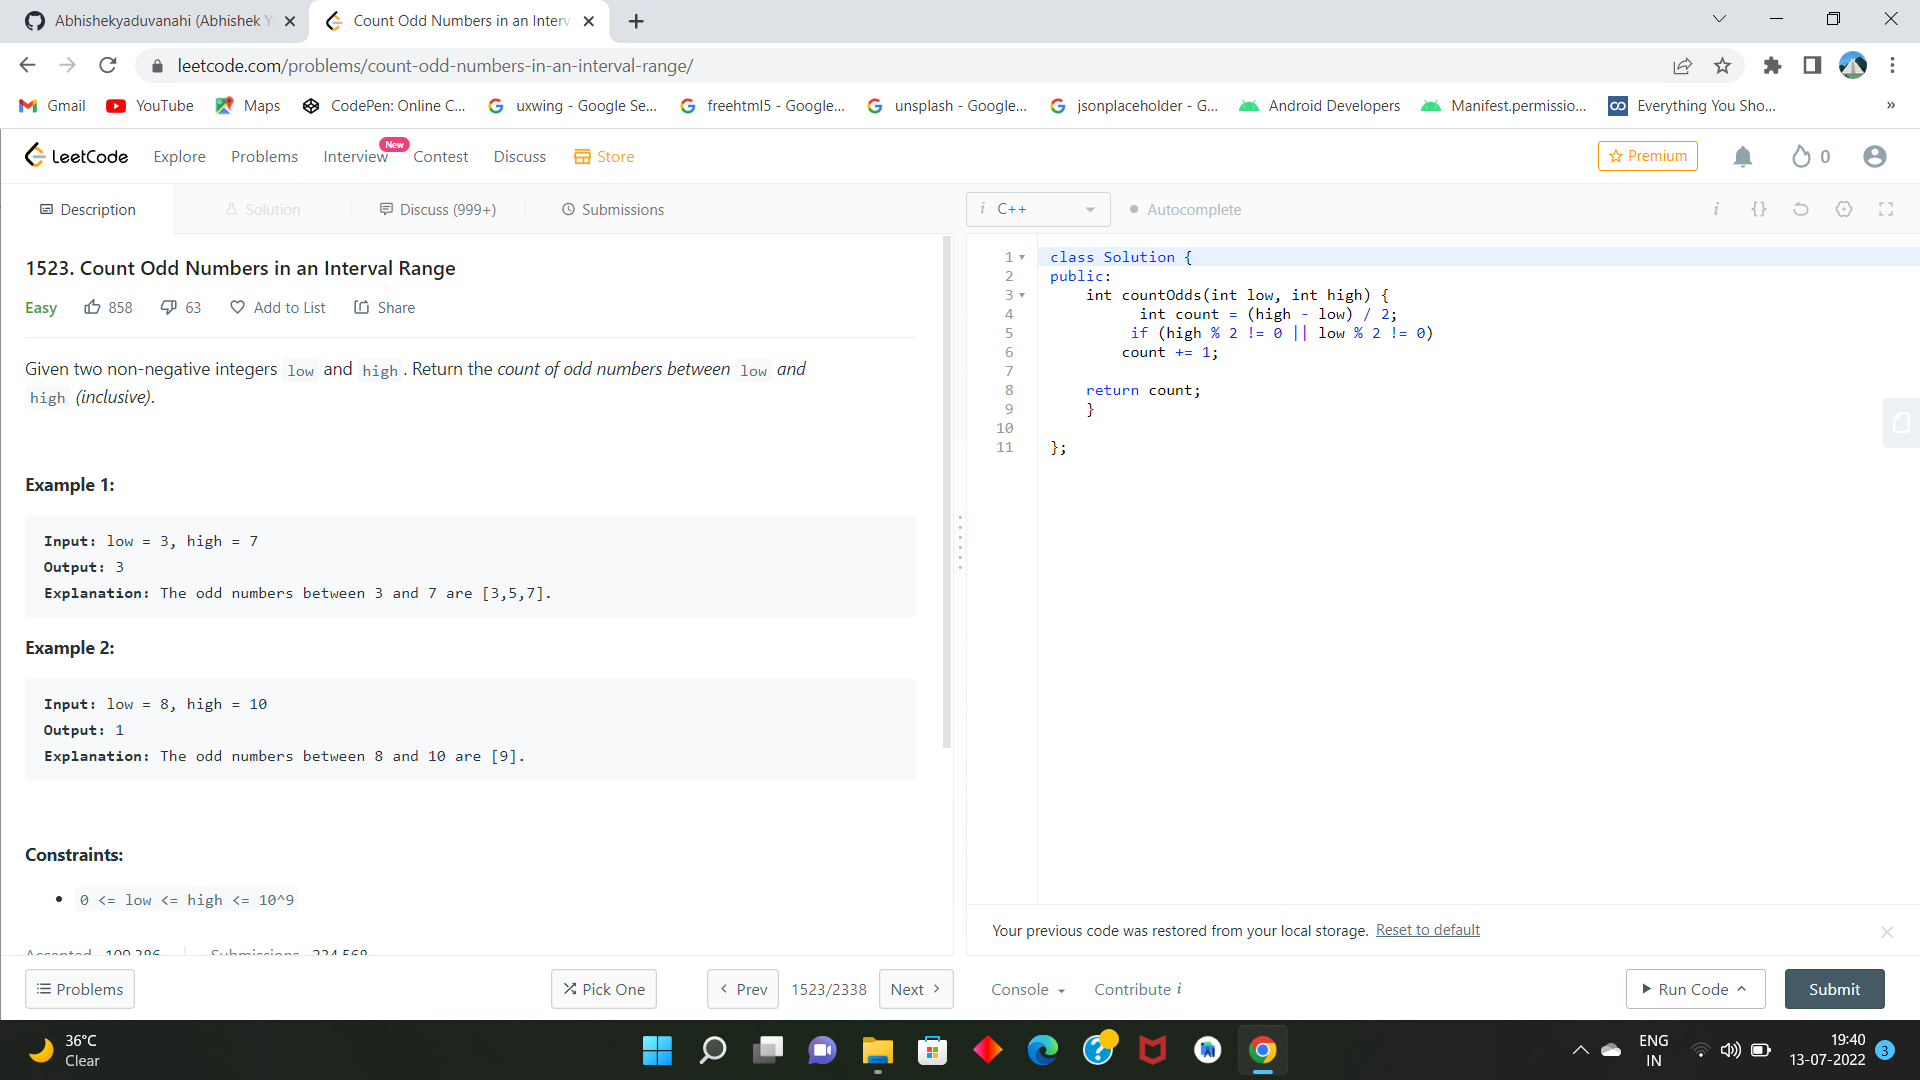 Abhishekyaduvanahi (Abhishek Y
Count Odd Numbers in an Interv
leetcode.com/problems/count-odd-numbers-in-an-interval-range/
Gmail YouTube Maps CodePen: Online C... uxwing - Google Se... freehtml5 - Google... unsplash - Google... jsonplaceholder - G... Android Developers Manifest.permissio... Everything You Sho... »
LeetCode Explore Problems Interview New Contest Discuss Store Premium 0
Description Solution Discuss (999+) Submissions
i C++ Autocomplete i {}
1523. Count Odd Numbers in an Interval Range
Easy 858 63 Add to List Share
Given two non-negative integers low and high. Return the count of odd numbers between low and
high (inclusive).
Example 1:
Input: low = 3, high = 7
Output: 3
Explanation: The odd numbers between 3 and 7 are [3,5,7].
Example 2:
Input: low = 8, high = 10
Output: 1
Explanation: The odd numbers between 8 and 10 are [9].
Constraints:
• 0 <= low <= high <= 10^9
Accepted 109,386 Submissions 224,568
1 class Solution {
2 public:
3 int countOdds(int low, int high) {
4 int count = (high - low) / 2;
5 if (high % 2 != 0 || low % 2 != 0)
6 count += 1;
7
8 return count;
9 }
10
11 };
Your previous code was restored from your local storage. Reset to default
Problems Pick One Prev 1523/2338 Next Console Contribute i Run Code Submit
36°C
Clear
ENG
IN
19:40
13-07-2022
3